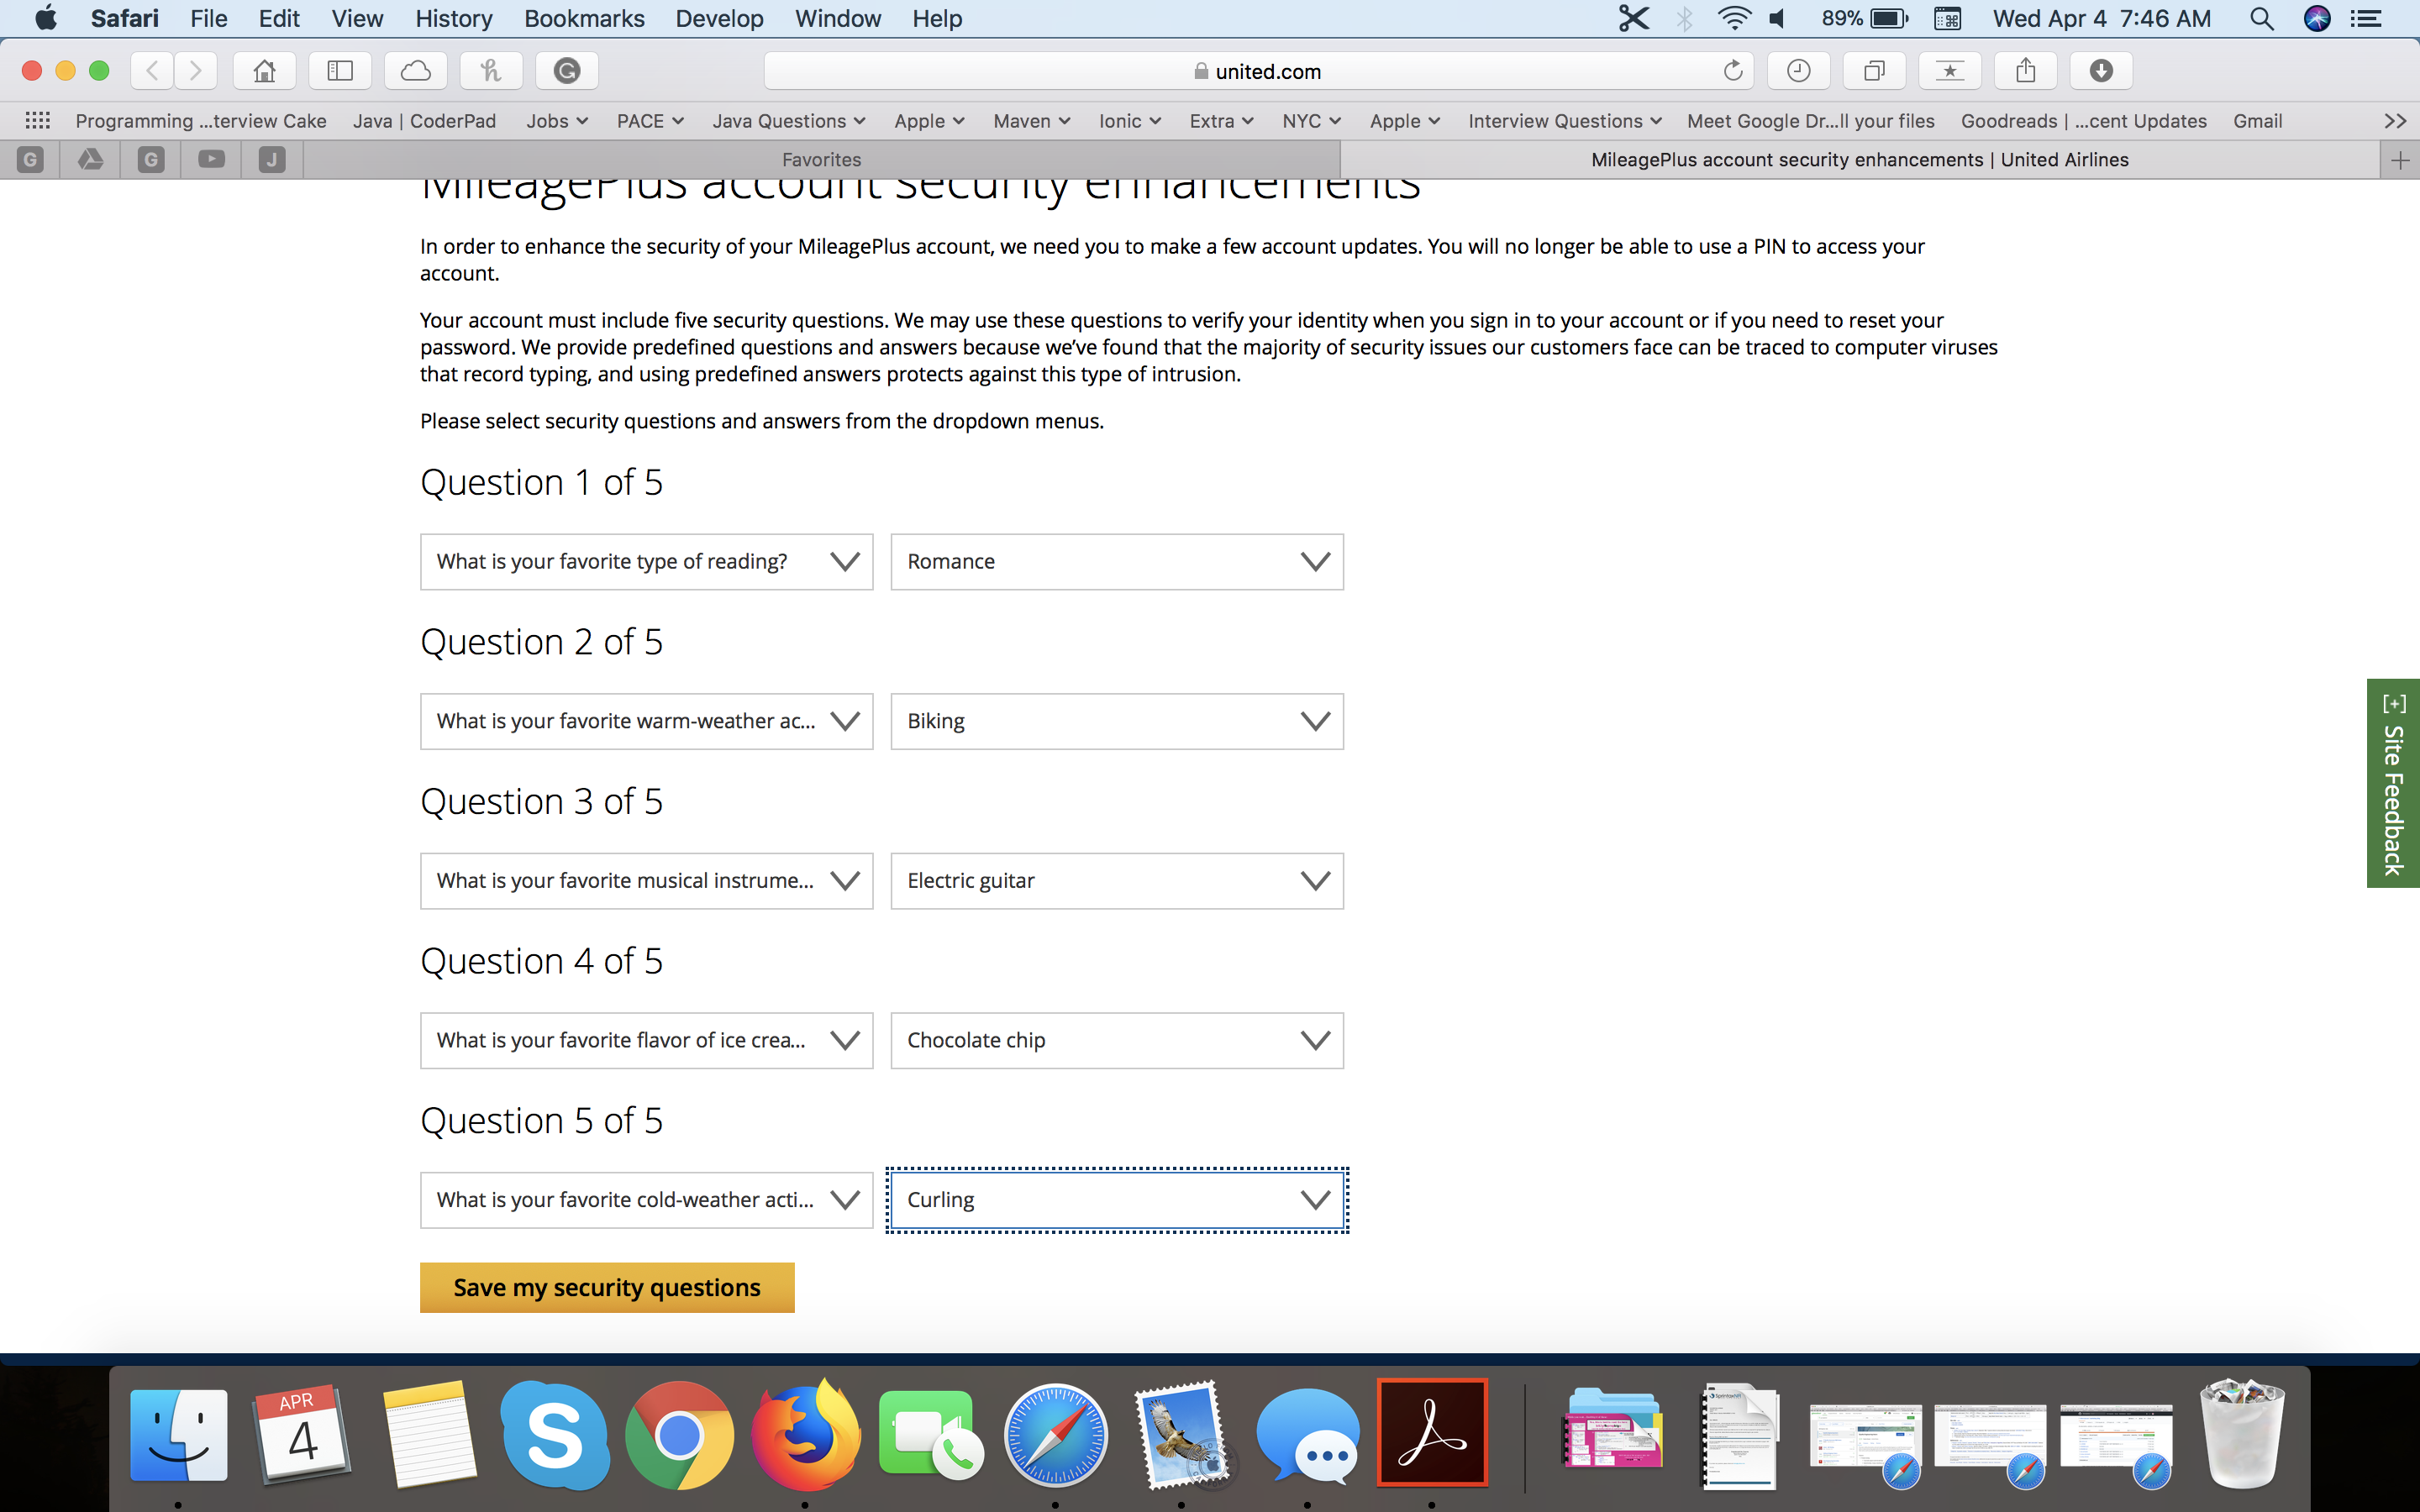 Safari File Edit View History Bookmarks Develop Window Help 89% Wed Apr 4 7:46 AM
united.com
Programming ...terview Cake Java | CoderPad Jobs PACE Java Questions Apple Maven Ionic Extra NYC Apple Interview Questions Meet Google Dr...ll your files Goodreads | ...cent Updates Gmail
G G J Favorites MileagePlus account security enhancements | United Airlines
MileagePlus account security enhancements
In order to enhance the security of your MileagePlus account, we need you to make a few account updates. You will no longer be able to use a PIN to access your
account.
Your account must include five security questions. We may use these questions to verify your identity when you sign in to your account or if you need to reset your
password. We provide predefined questions and answers because we've found that the majority of security issues our customers face can be traced to computer viruses
that record typing, and using predefined answers protects against this type of intrusion.
Please select security questions and answers from the dropdown menus.
Question 1 of 5
What is your favorite type of reading? Romance
Question 2 of 5
What is your favorite warm-weather ac... Biking
Question 3 of 5
What is your favorite musical instrume... Electric guitar
Question 4 of 5
What is your favorite flavor of ice crea... Chocolate chip
Question 5 of 5
What is your favorite cold-weather acti... Curling
Save my security questions
[+] Site Feedback
APR
4
S